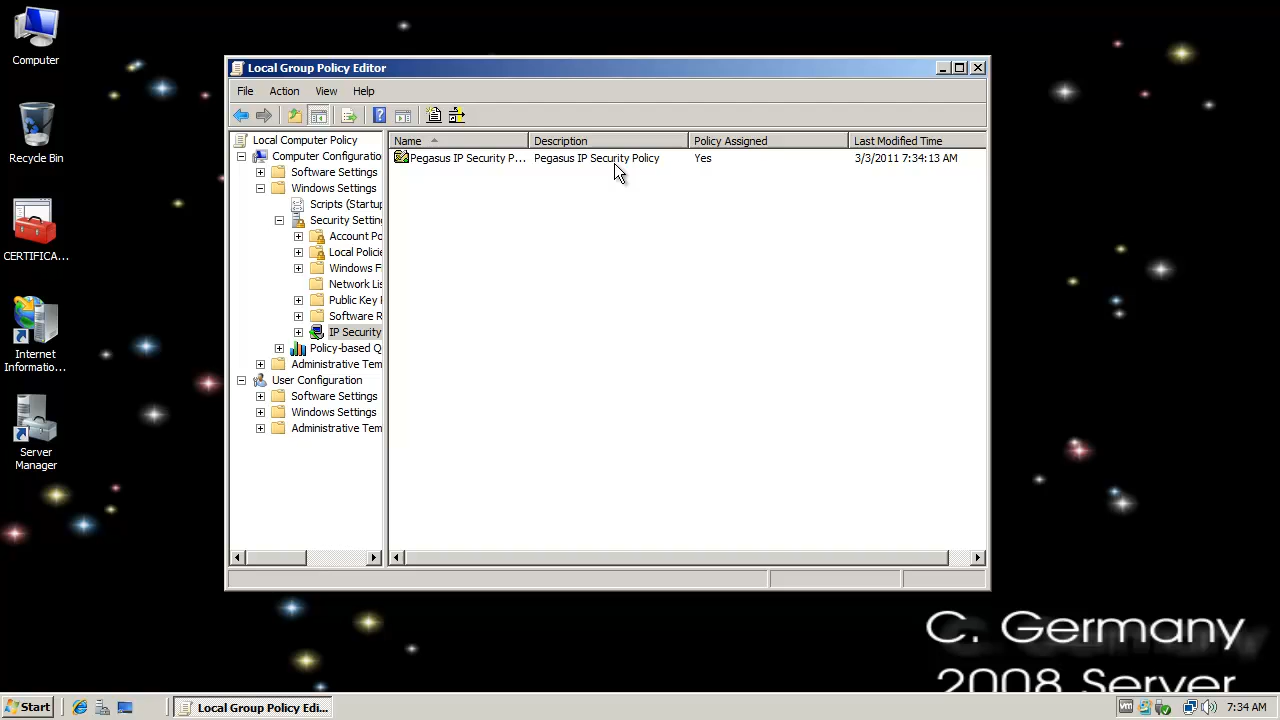 Computer
Recycle Bin
CERTIFICA...
Internet
Informatio...
Server
Manager
Local Group Policy Editor
File Action View Help
Local Computer Policy
Computer Configuratio
Software Settings
Windows Settings
Scripts (Startup
Security Setting
Account Po
Local Policie
Windows F
Network Lis
Public Key
Software R
IP Security
Policy-based Q
Administrative Tem
User Configuration
Software Settings
Windows Settings
Administrative Tem
Name Description Policy Assigned Last Modified Time
Pegasus IP Security P... Pegasus IP Security Policy Yes 3/3/2011 7:34:13 AM
C. Germany
2008 Server
Start Local Group Policy Edi... 7:34 AM